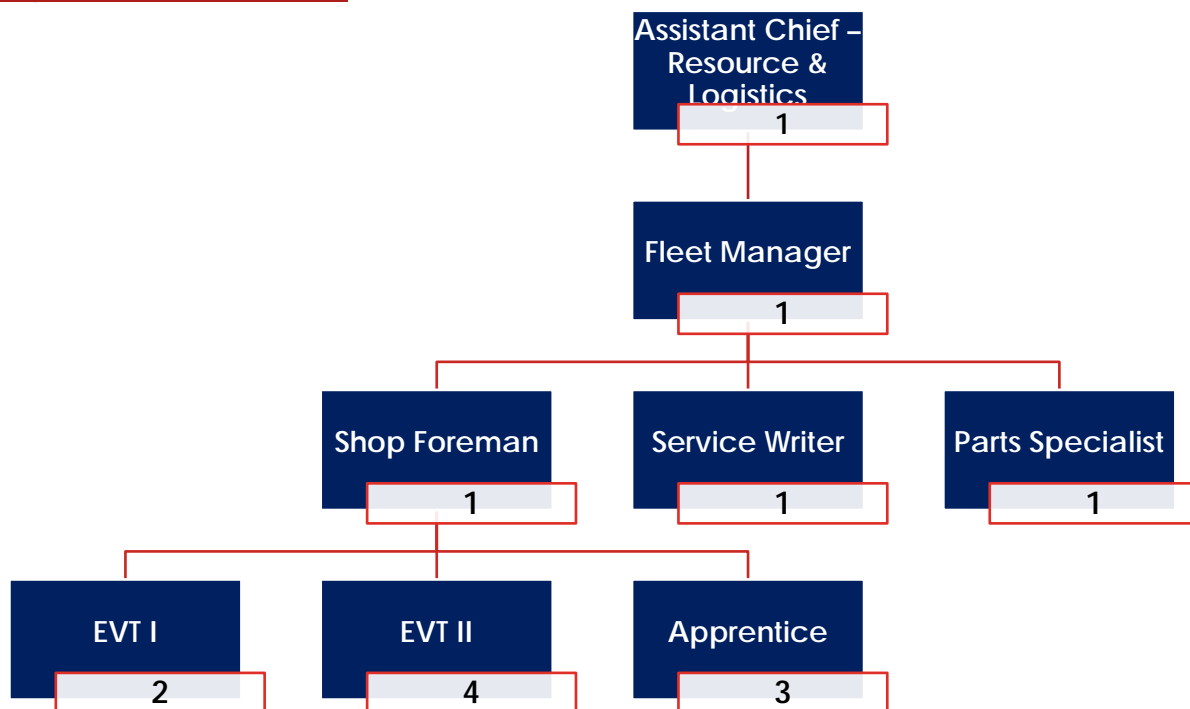 Assistant Chief –
Resource &
Logistics
1
Fleet Manager
1
Shop Foreman
1
Service Writer
1
Parts Specialist
1
EVT I
2
EVT II
4
Apprentice
3